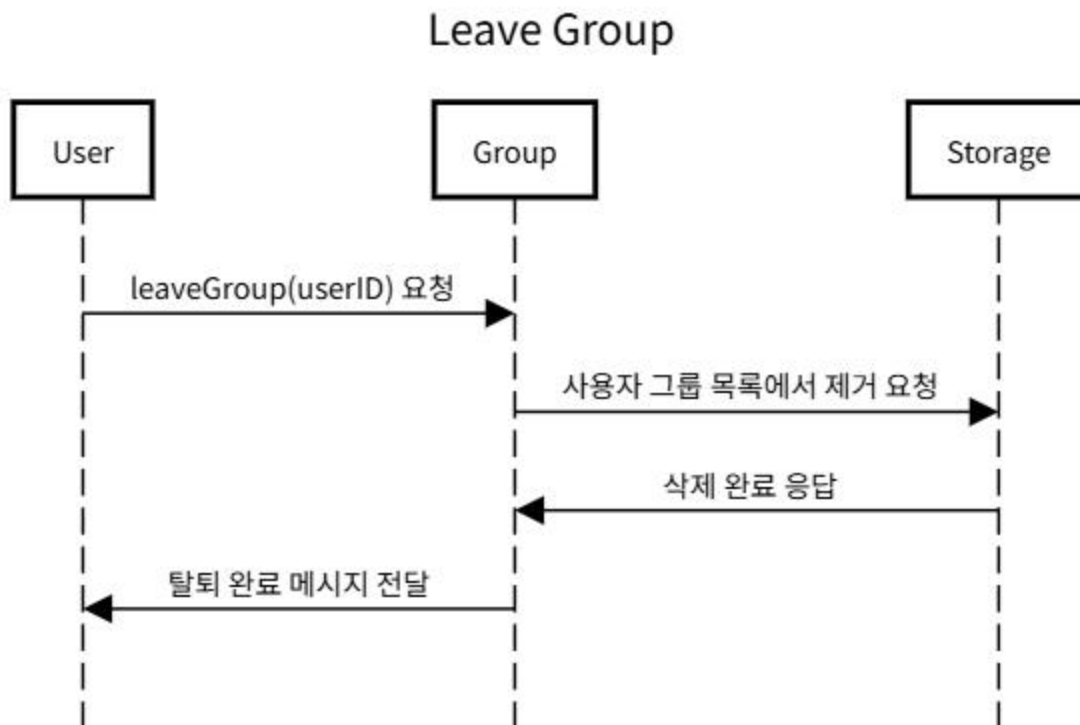 Leave Group
User
Group
Storage
leaveGroup(userID) 요청
사용자 그룹 목록에서 제거 요청
삭제 완료 응답
탈퇴 완료 메시지 전달